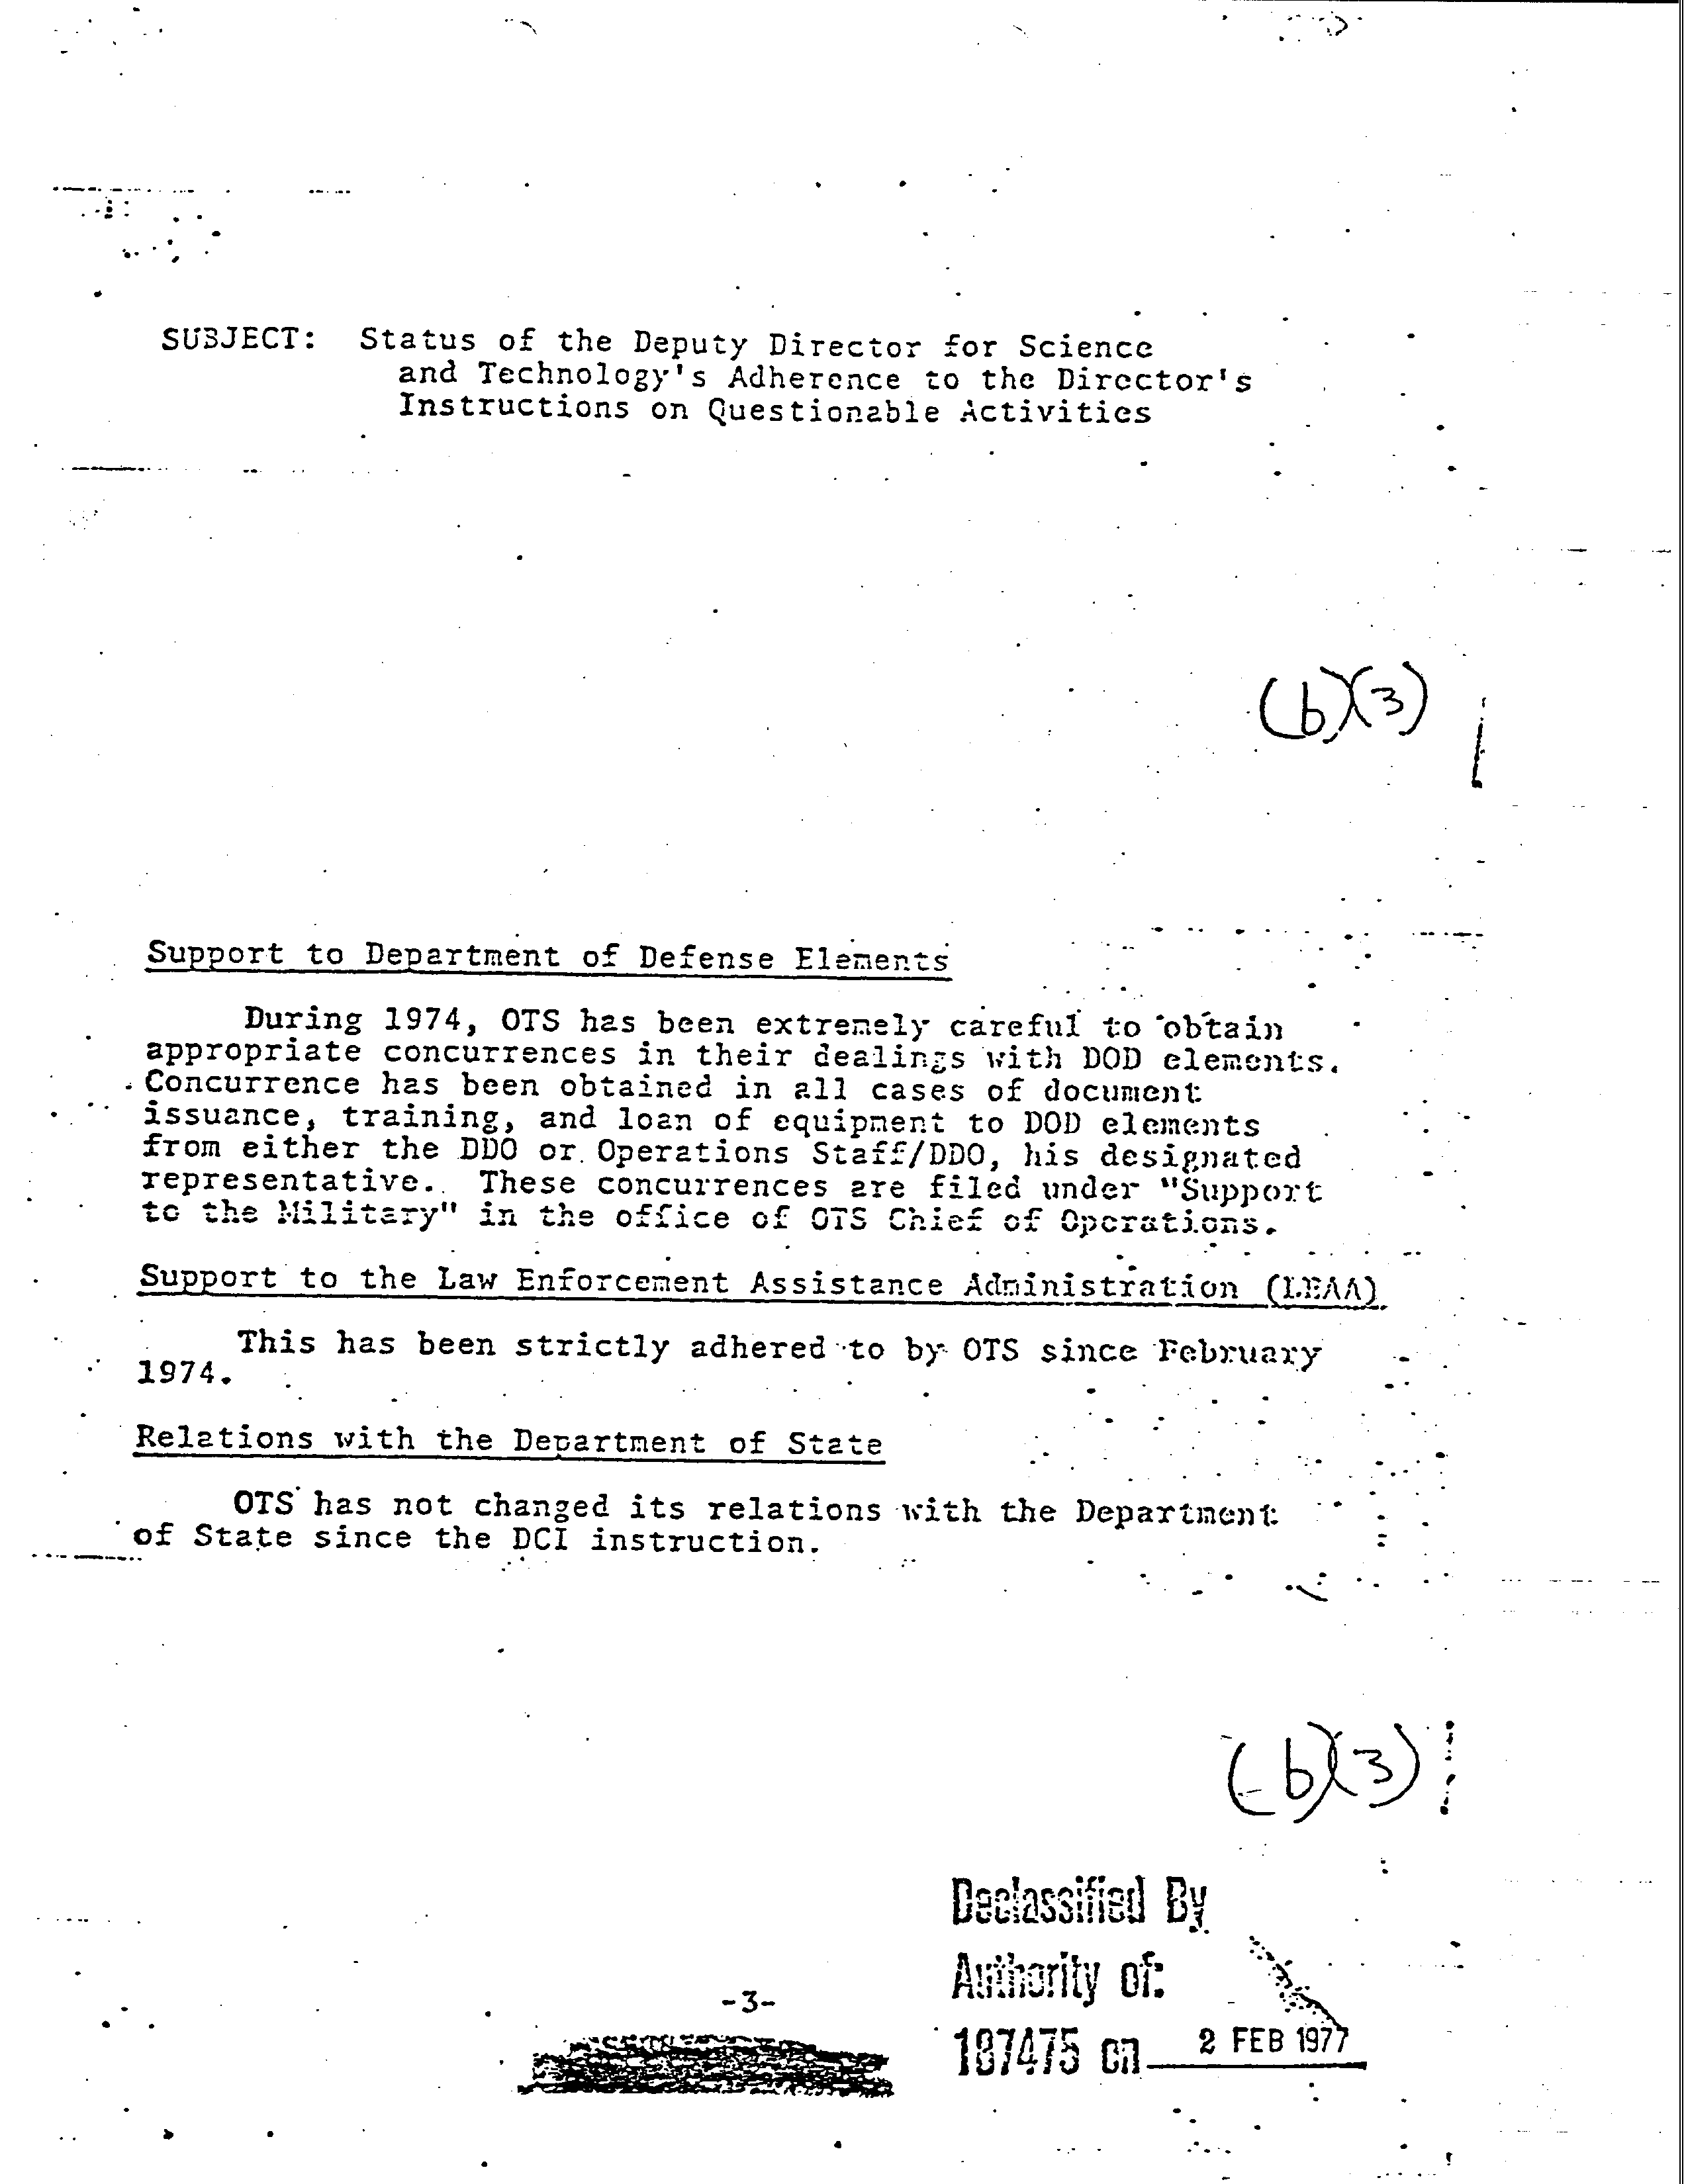 SUBJECT: Status of the Deputy Director for Science
and Technology's Adherence to the Director's
Instructions on Questionable Activities
(b)(3)
Support to Department of Defense Elements
During 1974, OTS has been extremely careful to obtain
appropriate concurrences in their dealings with DOD elements.
Concurrence has been obtained in all cases of document
issuance, training, and loan of equipment to DOD elements
from either the DDO or Operations Staff/DDO, his designated
representative. These concurrences are filed under "Support
to the Military" in the office of OTS Chief of Operations.
Support to the Law Enforcement Assistance Administration (LEAA)
This has been strictly adhered to by OTS since February
1974.
Relations with the Department of State
OTS has not changed its relations with the Department
of State since the DCI instruction.
(b)(3)
Declassified By
Authority of:
187475 on 2 FEB 1977
-3-